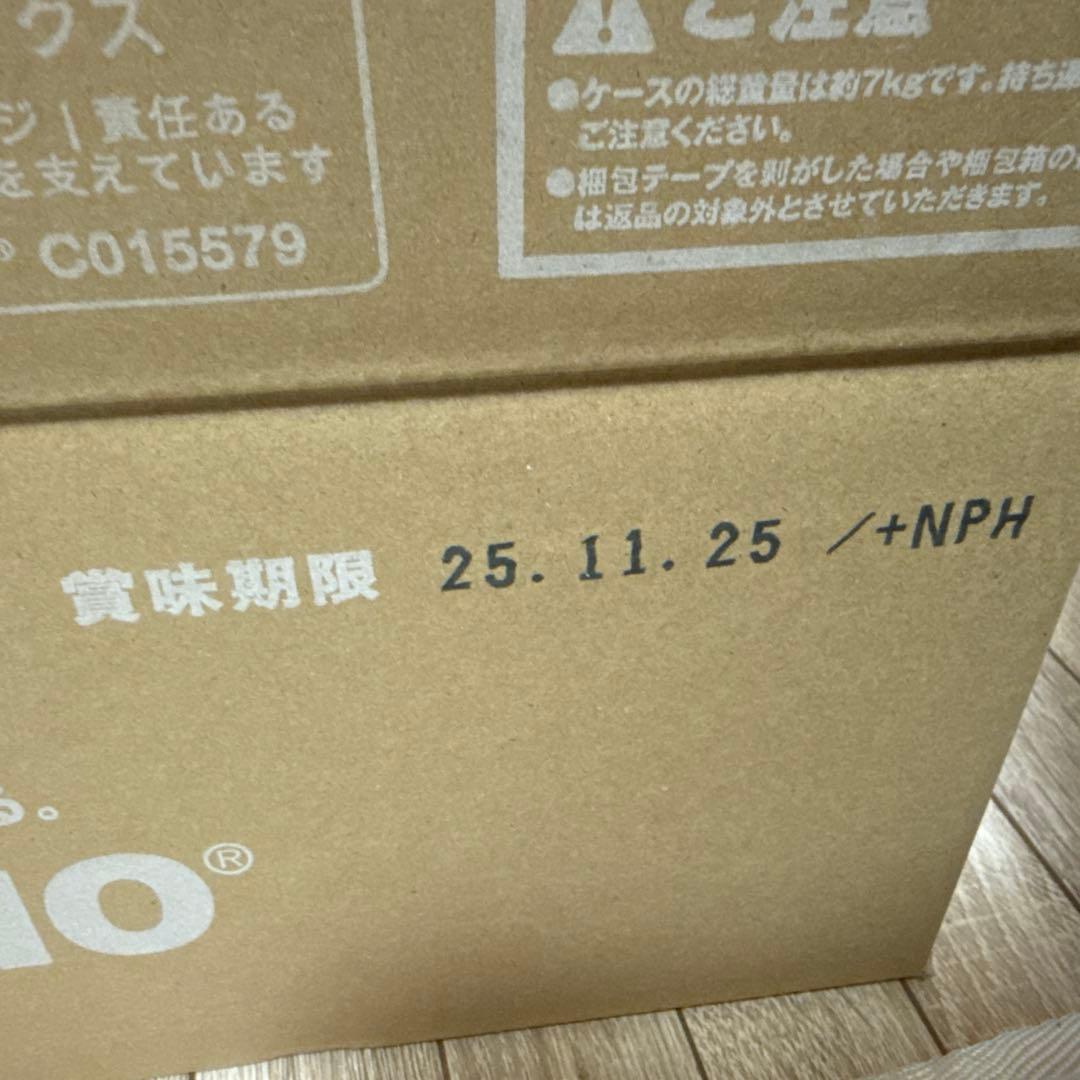 クス
ジ | 責任ある
を支えています
® C015579
ご注意
●ケースの総重量は約7kgです。持ち
ご注意ください。
●梱包テープを剥がした場合や梱包箱の
は返品の対象外とさせていただきます。
賞味期限 25.11.25 /+NPH
る。
®